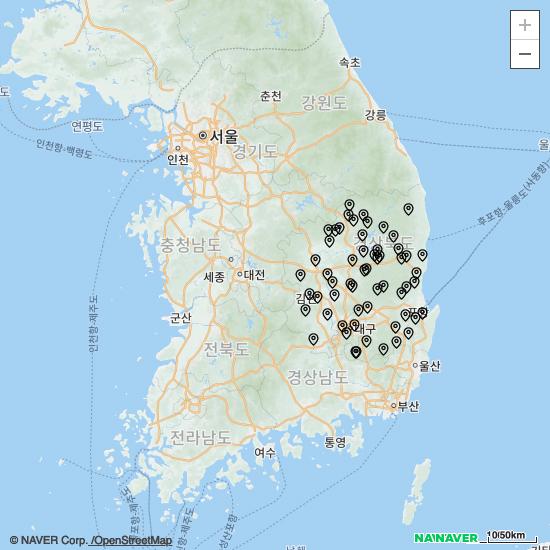 +
−
속초
춘천
강원도
강릉
도
연평도
서울
인천항-백령도
인천
경기도
울
후포항-울릉도(사동항)
충청남도
세종
대전
인천항-제주도
군산
전북도
대구
경상남도
울산
부산
전라남도
여수
통영
© NAVER Corp. /OpenStreetMap
NAVER
10/50km